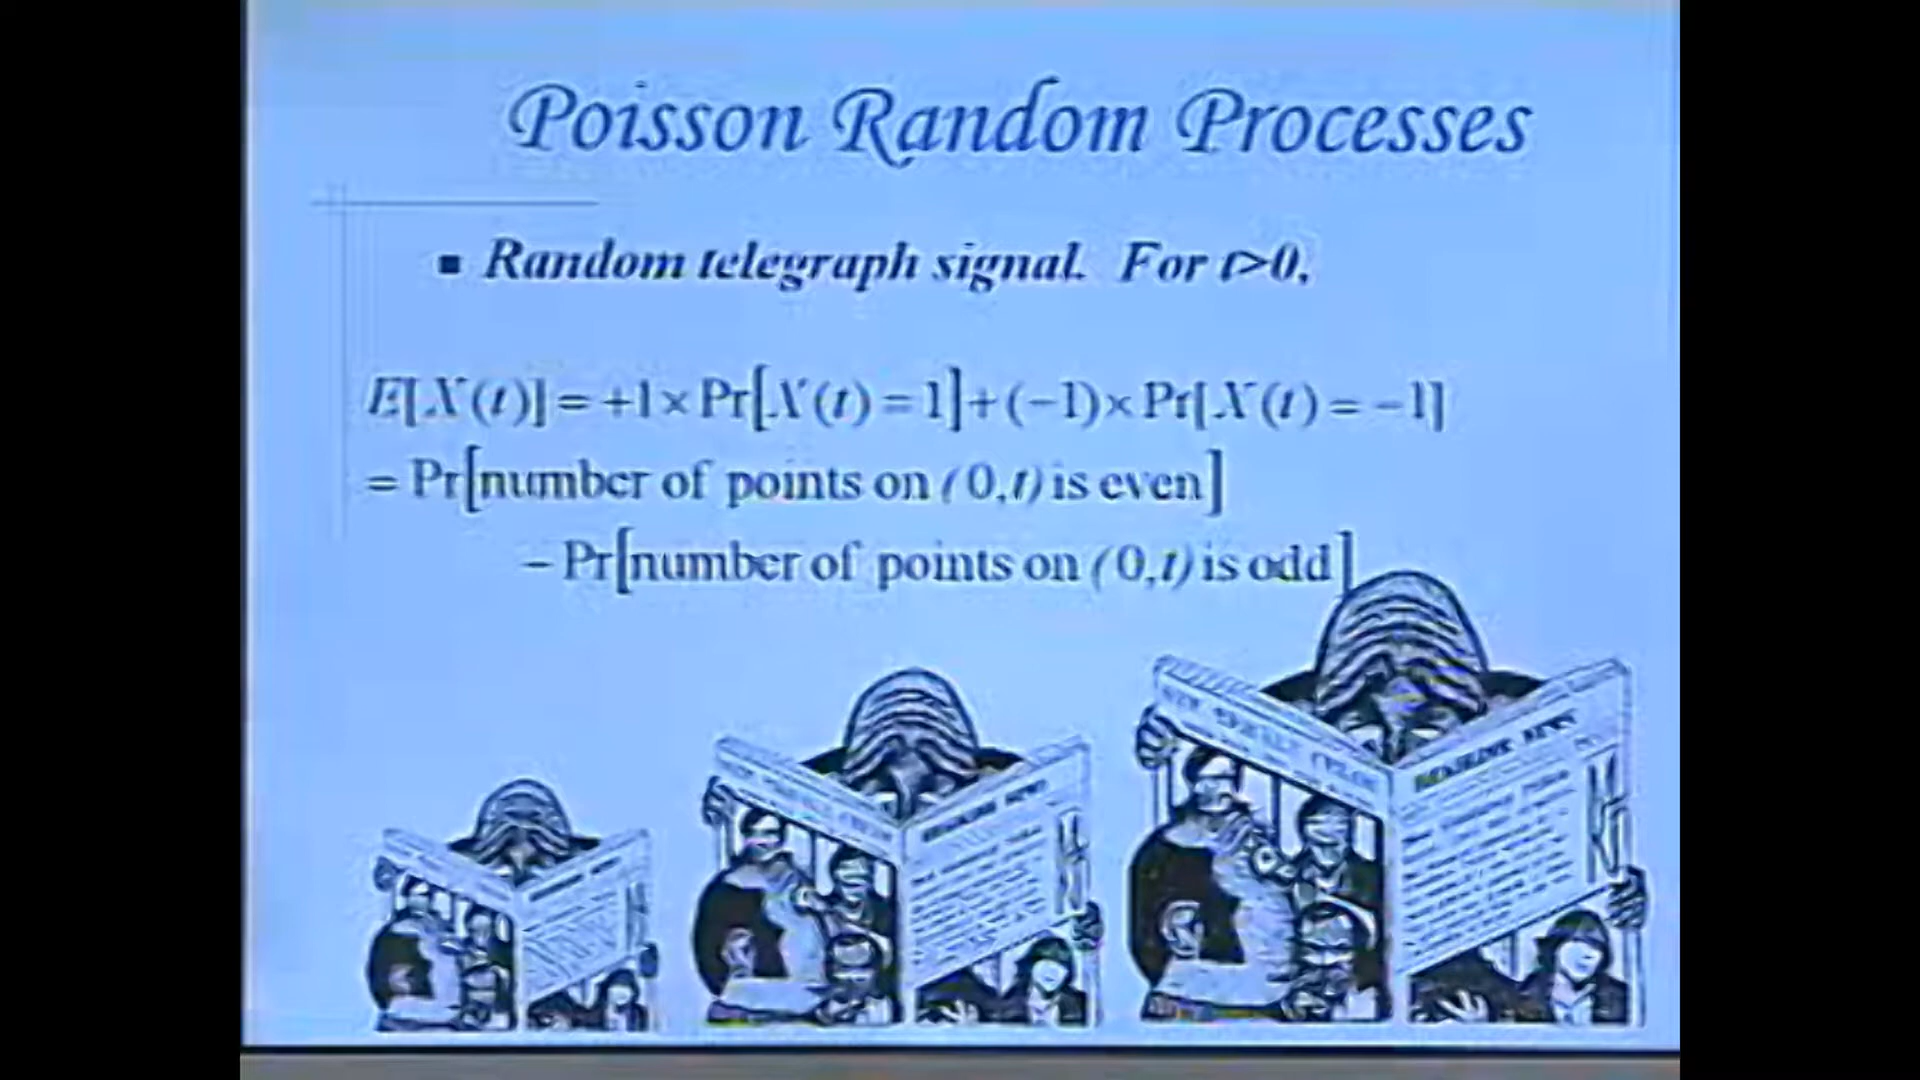 Poisson Random Processes
▪ Random telegraph signal. For t>0,
E[X(t)] = +1 × Pr[X(t) = 1] + (−1) × Pr[X(t) = −1]
= Pr[number of points on (0,t) is even]
− Pr[number of points on (0,t) is odd]